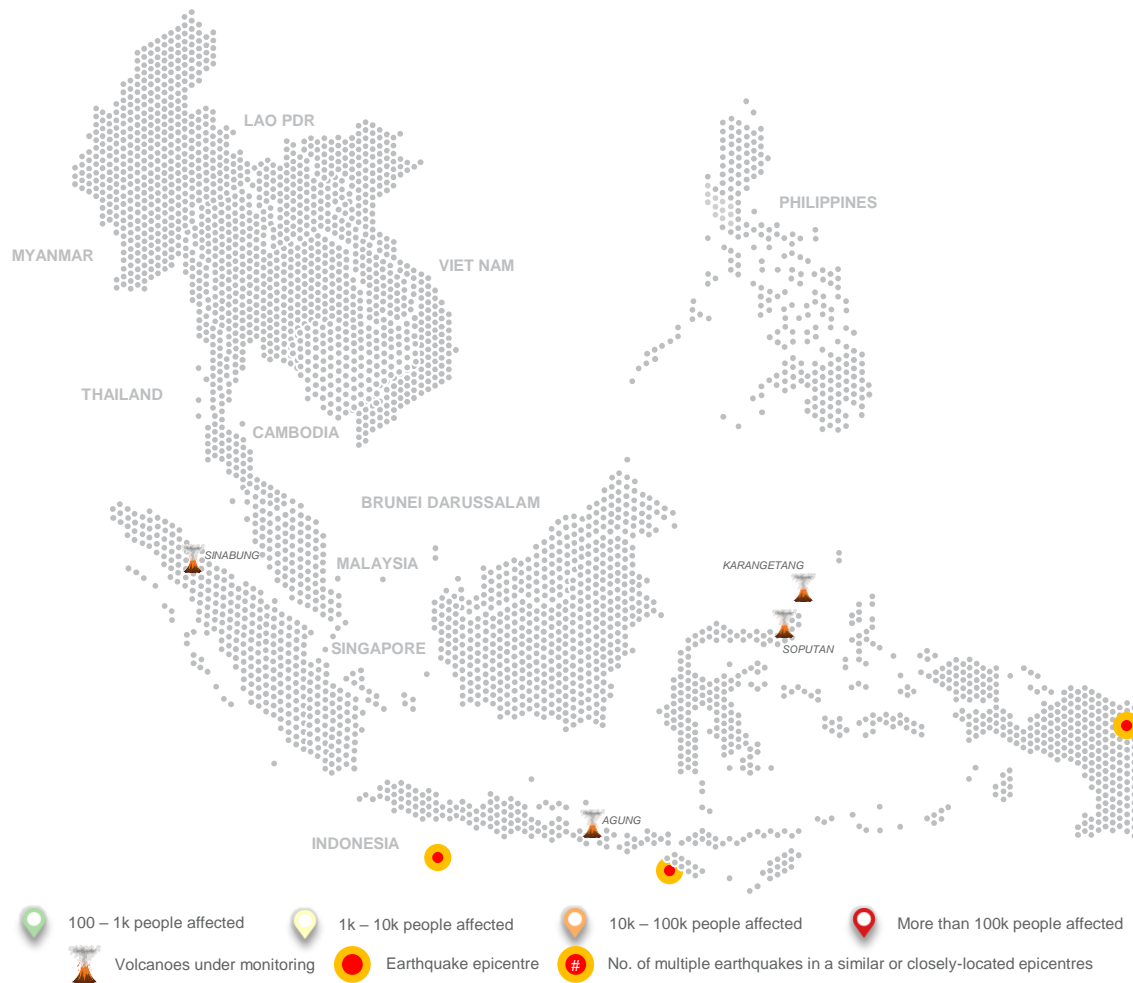 LAO PDR
PHILIPPINES
MYANMAR
VIET NAM
THAILAND
CAMBODIA
BRUNEI DARUSSALAM
SINABUNG
MALAYSIA
KARANGETANG
SINGAPORE
SOPUTAN
AGUNG
INDONESIA
100 – 1k people affected
1k – 10k people affected
10k – 100k people affected
More than 100k people affected
Volcanoes under monitoring
Earthquake epicentre
#
No. of multiple earthquakes in a similar or closely-located epicentres